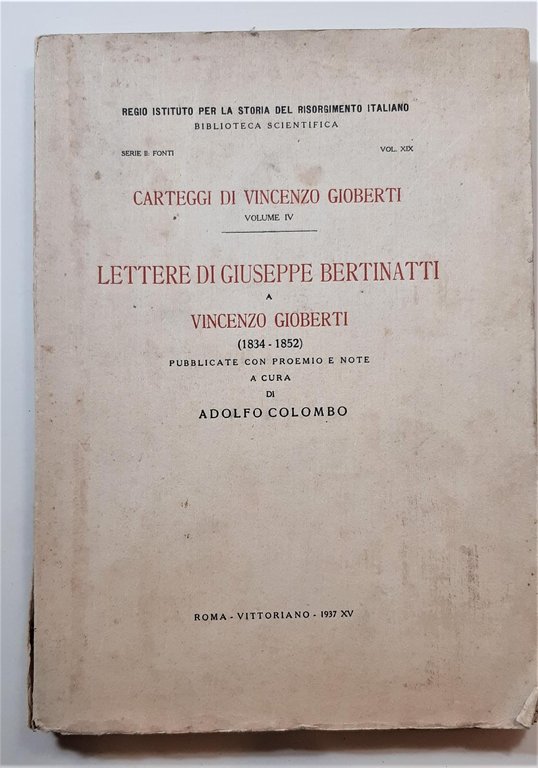 REGIO ISTITUTO PER LA STORIA DEL RISORGIMENTO ITALIANO
BIBLIOTECA SCIENTIFICA
SERIE II: FONTI VOL. XIX
CARTEGGI DI VINCENZO GIOBERTI
VOLUME IV
LETTERE DI GIUSEPPE BERTINATTI
A
VINCENZO GIOBERTI
(1834 - 1852)
PUBBLICATE CON PROEMIO E NOTE
A CURA
DI
ADOLFO COLOMBO
ROMA - VITTORIANO - 1937 XV